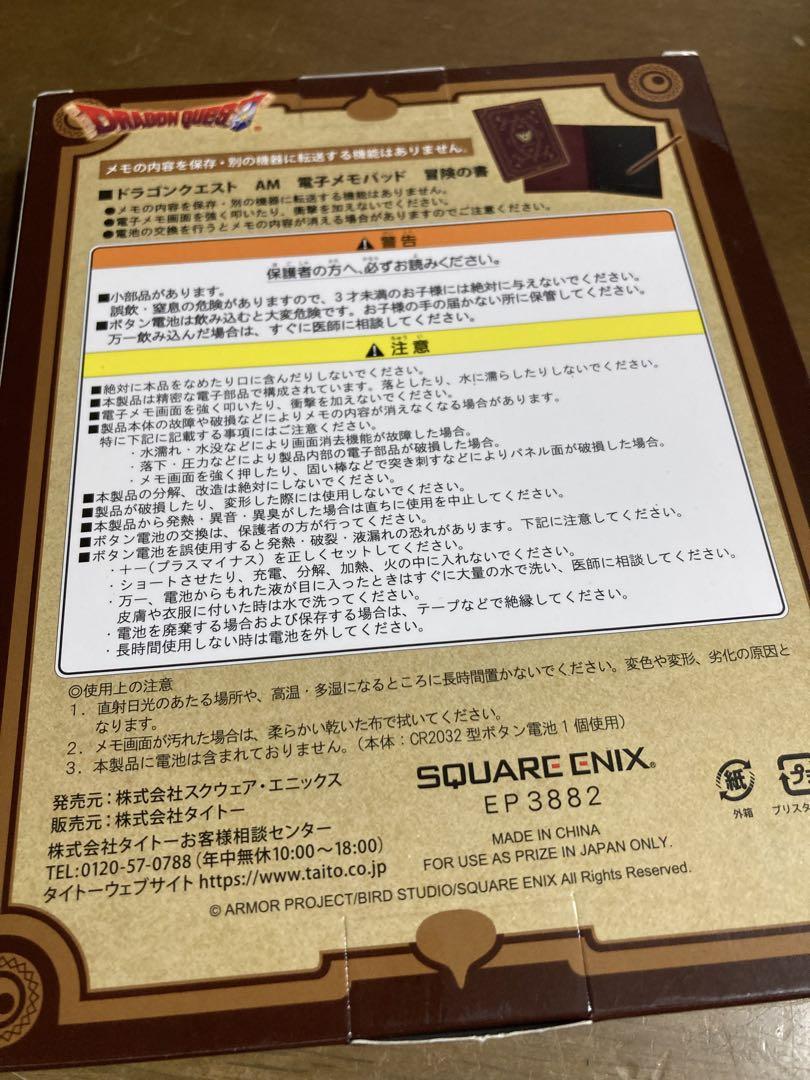 DRAGON QUEST
メモの内容を保存・別の機器に転送する機能はありません。
■ドラゴンクエスト AM 電子メモパッド 冒険の書
●メモの内容を保存・別の機器に転送する機能はありません。
●電子メモ画面を強く叩いたり、衝撃を加えないでください。
●電池の交換を行うとメモの内容が消える場合がありますのでご注意ください。
警告
保護者の方へ、必ずお読みください。
■小部品があります。
誤飲・窒息の危険がありますので、3才未満のお子様には絶対に与えないでください。
■ボタン電池は飲み込むと大変危険です。お子様の手の届かない所に保管してください。
万一飲み込んだ場合は、すぐに医師に相談してください。
注意
■絶対に本品をなめたり口に含んだりしないでください。
■本製品は精密な電子部品で構成されています。落としたり、水に濡らしたりしないでください。
■電子メモ画面を強く叩いたり、衝撃を加えないでください。
■製品本体の故障や破損などによりメモの内容が消えなくなる場合があります。
特に下記に記載する事項にはご注意ください。
・水濡れ・水没などにより画面消去機能が故障した場合。
・落下・圧力などにより製品内部の電子部品が破損した場合。
・メモ画面を強く押したり、固い棒などで突き刺すなどによりパネル面が破損した場合。
■本製品の分解、改造は絶対にしないでください。
■製品が破損したり、変形した際には使用しないでください。
■本製品から発熱・異音・異臭がした場合は直ちに使用を中止してください。
■ボタン電池の交換は、保護者の方が行ってください。
■ボタン電池を誤使用すると発熱・破裂・液漏れの恐れがあります。下記に注意してください。
・+−(プラスマイナス)を正しくセットしてください。
・ショートさせたり、充電、分解、加熱、火の中に入れないでください。
・万一、電池からもれた液が目に入ったときはすぐに大量の水で洗い、医師に相談してください。
皮膚や衣服に付いた時は水で洗ってください。
・電池を廃棄する場合および保存する場合は、テープなどで絶縁してください。
・長時間使用しない時は電池を外してください。
◎使用上の注意
1．直射日光のあたる場所や、高温・多湿になるところに長時間置かないでください。変色や変形、劣化の原因と
なります。
2．メモ画面が汚れた場合は、柔らかい乾いた布で拭いてください。
3．本製品に電池は含まれておりません。(本体：CR2032 型ボタン電池 1 個使用)
発売元：株式会社スクウェア・エニックス
販売元：株式会社タイトー
株式会社タイトーお客様相談センター
TEL:0120-57-0788 (年中無休10:00〜18:00)
タイトーウェブサイト https://www.taito.co.jp
SQUARE ENIX®
EP3882
MADE IN CHINA
FOR USE AS PRIZE IN JAPAN ONLY.
紙
外箱
プラ
ブリスタ
© ARMOR PROJECT/BIRD STUDIO/SQUARE ENIX All Rights Reserved.